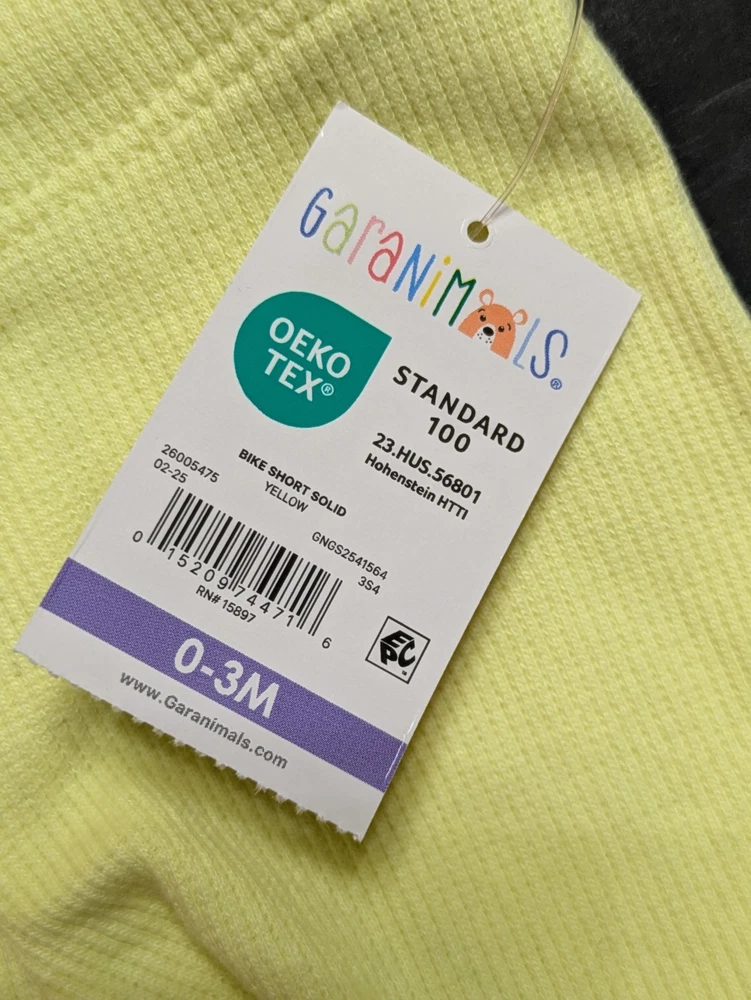 GaraNiMALS®
OEKO
TEX®
STANDARD
100
23.HUS.56801
Hohenstein HTTI
26005475
02-25
BIKE SHORT SOLID
YELLOW
GNGS2541564
3S4
0 15209 74471 6
RN# 15897
EPC™
0-3M
www.Garanimals.com